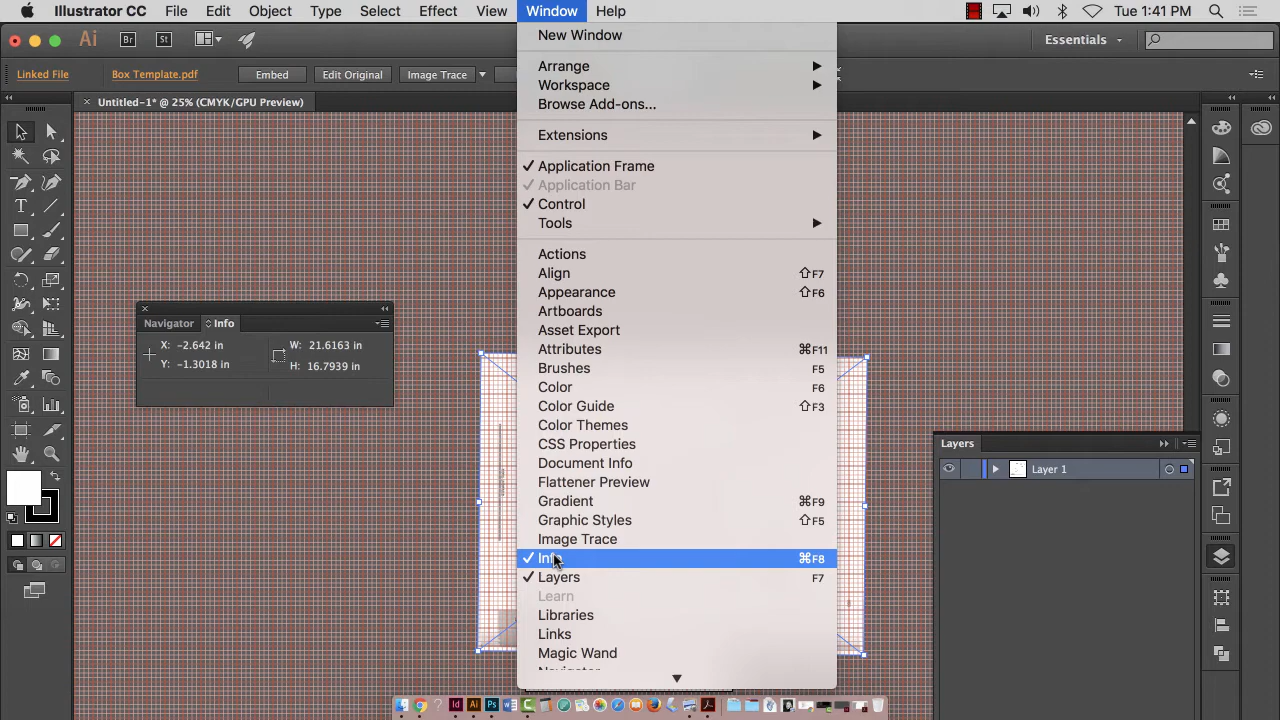 Illustrator CC File Edit Object Type Select Effect View Window Help Tue 1:41 PM
Ai Br St Essentials
Linked File Box Template.pdf Embed Edit Original Image Trace
× Untitled-1* @ 25% (CMYK/GPU Preview)
New Window
Arrange
Workspace
Browse Add-ons...
Extensions
Application Frame
Application Bar
Control
Tools
Actions
Align ⇧F7
Appearance ⇧F6
Artboards
Asset Export
Attributes ⌘F11
Brushes F5
Color F6
Color Guide ⇧F3
Color Themes
CSS Properties
Document Info
Flattener Preview
Gradient ⌘F9
Graphic Styles ⇧F5
Image Trace
Info ⌘F8
Layers F7
Learn
Libraries
Links
Magic Wand
Navigator
Navigator Info
X: -2.642 in W: 21.6163 in
Y: -1.3018 in H: 16.7939 in
Layers
Layer 1
Id Ai Ps W